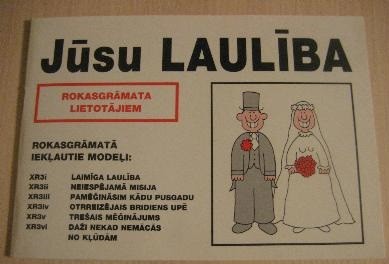 Jūsu LAULĪBA
ROKASGRĀMATA
LIETOTĀJIEM
ROKASGRĀMATĀ
IEKĻAUTIE MODEĻI:
XR3i LAIMĪGA LAULĪBA
XR3ii NEIESPĒJAMĀ MISIJA
XR3iii PAMĒĢINĀSIM KĀDU PUSGADU
XR3iv OTRREIZĒJAIS BRIDIENS UPĒ
XR3v TREŠAIS MĒĢINĀJUMS
XR3vi DAŽI NEKAD NEMĀCĀS
NO KĻŪDĀM